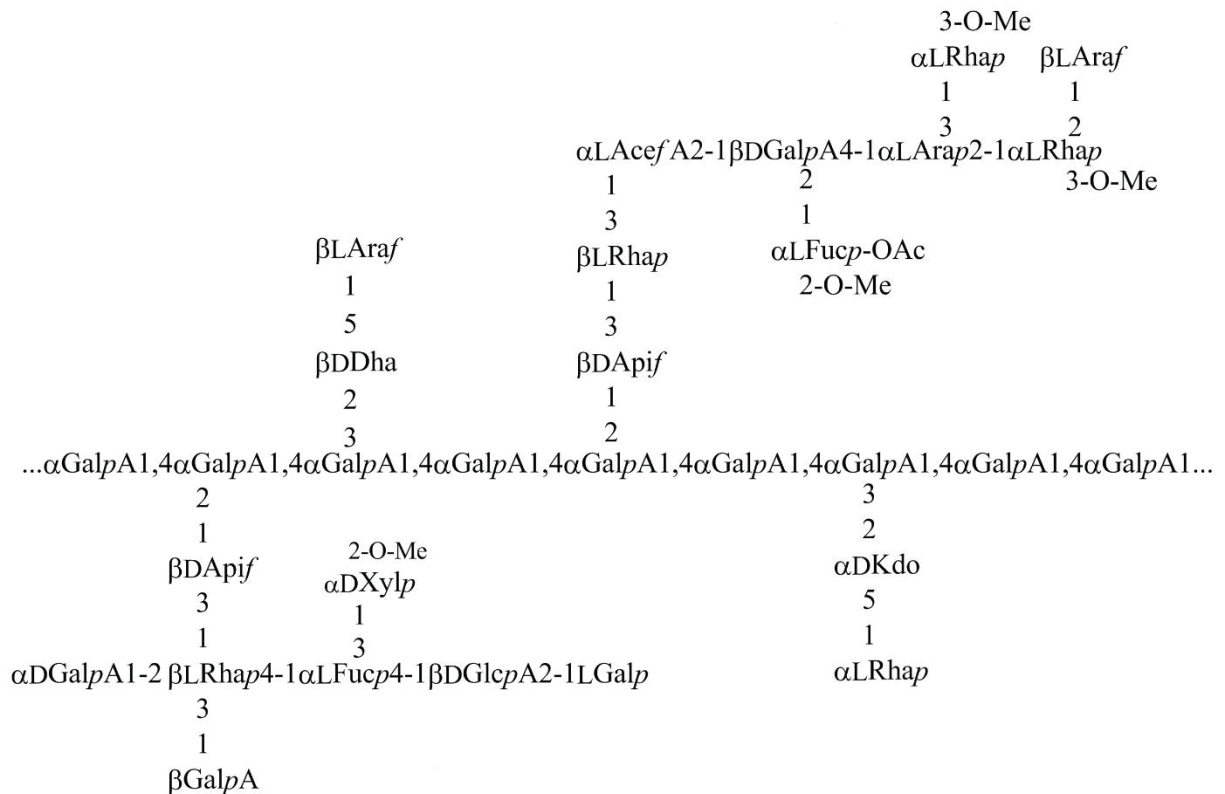 3-O-Me
αLRhap βLAraf
1 1
3 2
αLAcefA2-1βDGalpA4-1αLArap2-1αLRhap
1 2 3-O-Me
3 1
βLAraf βLRhap αLFucp-OAc
1 1 2-O-Me
5 3
βDDha βDApif
2 1
3 2
...αGalpA1,4αGalpA1,4αGalpA1,4αGalpA1,4αGalpA1,4αGalpA1,4αGalpA1,4αGalpA1,4αGalpA1...
2 3
1 2
2-O-Me
βDApif αDXylp αDKdo
3 1 5
1 3 1
αDGalpA1-2 βLRhap4-1αLFucp4-1βDGlcpA2-1LGalp αLRhap
3
1
βGalpA